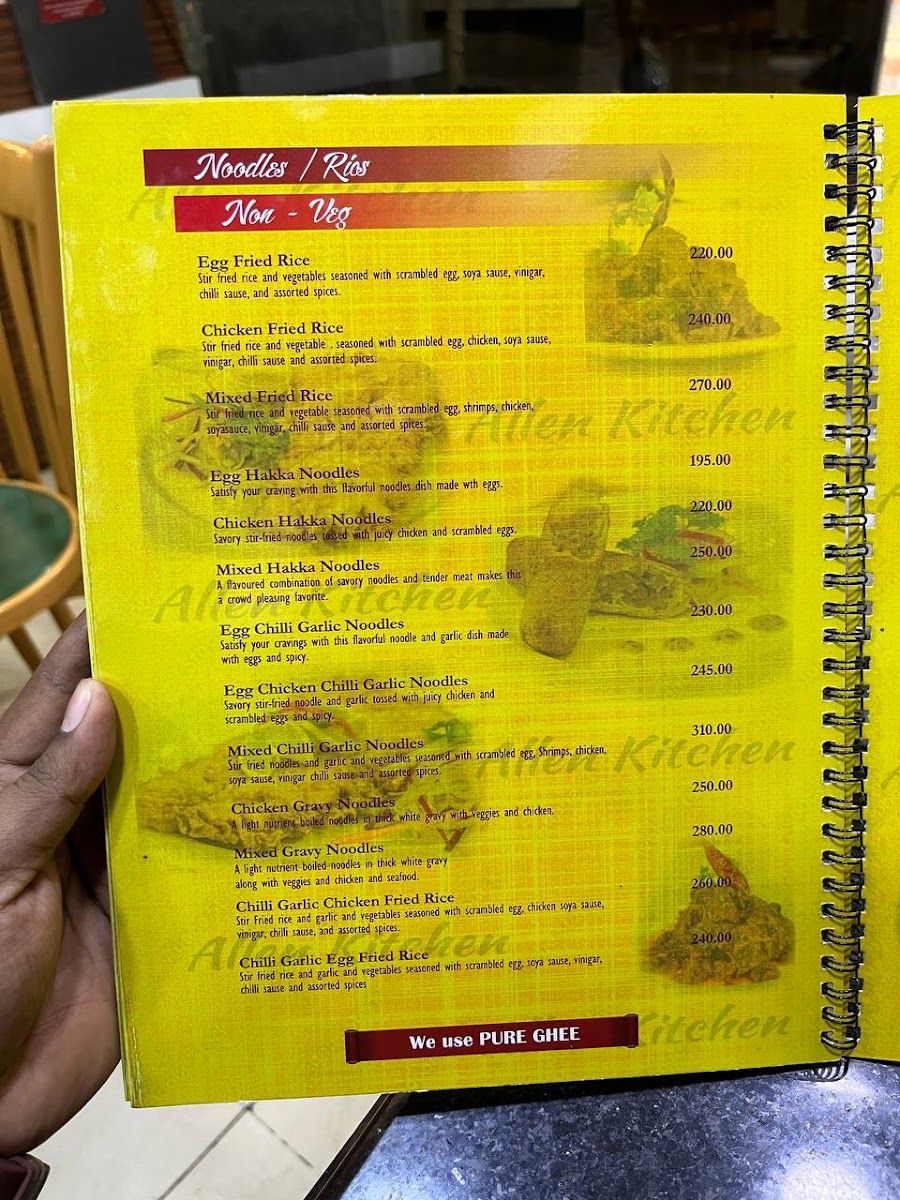 Noodles / Rics
Non - Veg
Egg Fried Rice 220.00
Stir fried rice and vegetables seasoned with scrambled egg, soya sause, vinigar,
chilli sause, and assorted spices.
Chicken Fried Rice 240.00
Stir fried rice and vegetable . seasoned with scrambled egg, chicken, soya sause,
vinigar, chilli sause and assorted spices.
Mixed Fried Rice 270.00
Stir fried rice and vegetable seasoned with scrambled egg, shrimps, chicken,
soyasauce, vinegar, chilli sause and assorted spices.
Allen Kitchen
Egg Hakka Noodles 195.00
Satisfy your craving with this flavorful noodles dish made wth eggs.
Chicken Hakka Noodles 220.00
Savory stir-fried noodles tossed with juicy chicken and scrambled eggs.
Mixed Hakka Noodles 250.00
A flavoured combination of savory noodles and tender meat makes this
a crowd pleasing favorite.
Allen Kitchen
Egg Chilli Garlic Noodles 230.00
Satisfy your cravings with this flavorful noodle and garlic dish made
with eggs and spicy.
Egg Chicken Chilli Garlic Noodles 245.00
Savory stir-fried noodle and garlic tossed with juicy chicken and
scrambled eggs and spicy.
Mixed Chilli Garlic Noodles 310.00
Stir fried noodles and garlic and vegetables seasoned with scrambled egg, Shrimps, chicken,
soya sause, vinegar chilli sause and assorted spices.
Allen Kitchen
Chicken Gravy Noodles 250.00
A light nutrient boiled noodles in thick white gravy with veggies and chicken.
Mixed Gravy Noodles 280.00
A light nutrient boiled noodles in thick white gravy
along with veggies and chicken and seafood.
Chilli Garlic Chicken Fried Rice 260.00
Stir Fried rice and garlic and vegetables seasoned with scrambled egg, chicken soya sause,
vinigar, chilli sause, and assorted spices.
Allen Kitchen
Chilli Garlic Egg Fried Rice 240.00
Stir fried rice and garlic and vegetables seasoned with scrambled egg, soya sause, vinigar,
chilli sause and assorted spices
Kitchen
We use PURE GHEE